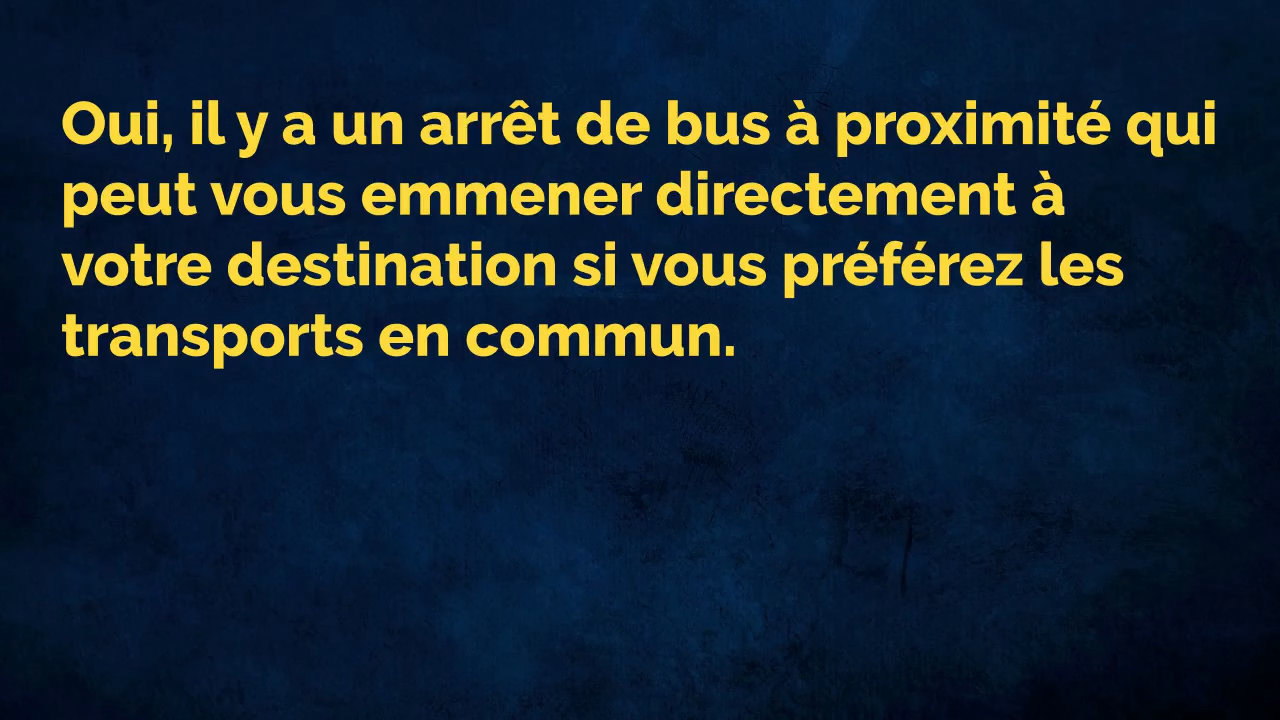 Oui, il y a un arrêt de bus à proximité qui
peut vous emmener directement à
votre destination si vous préférez les
transports en commun.